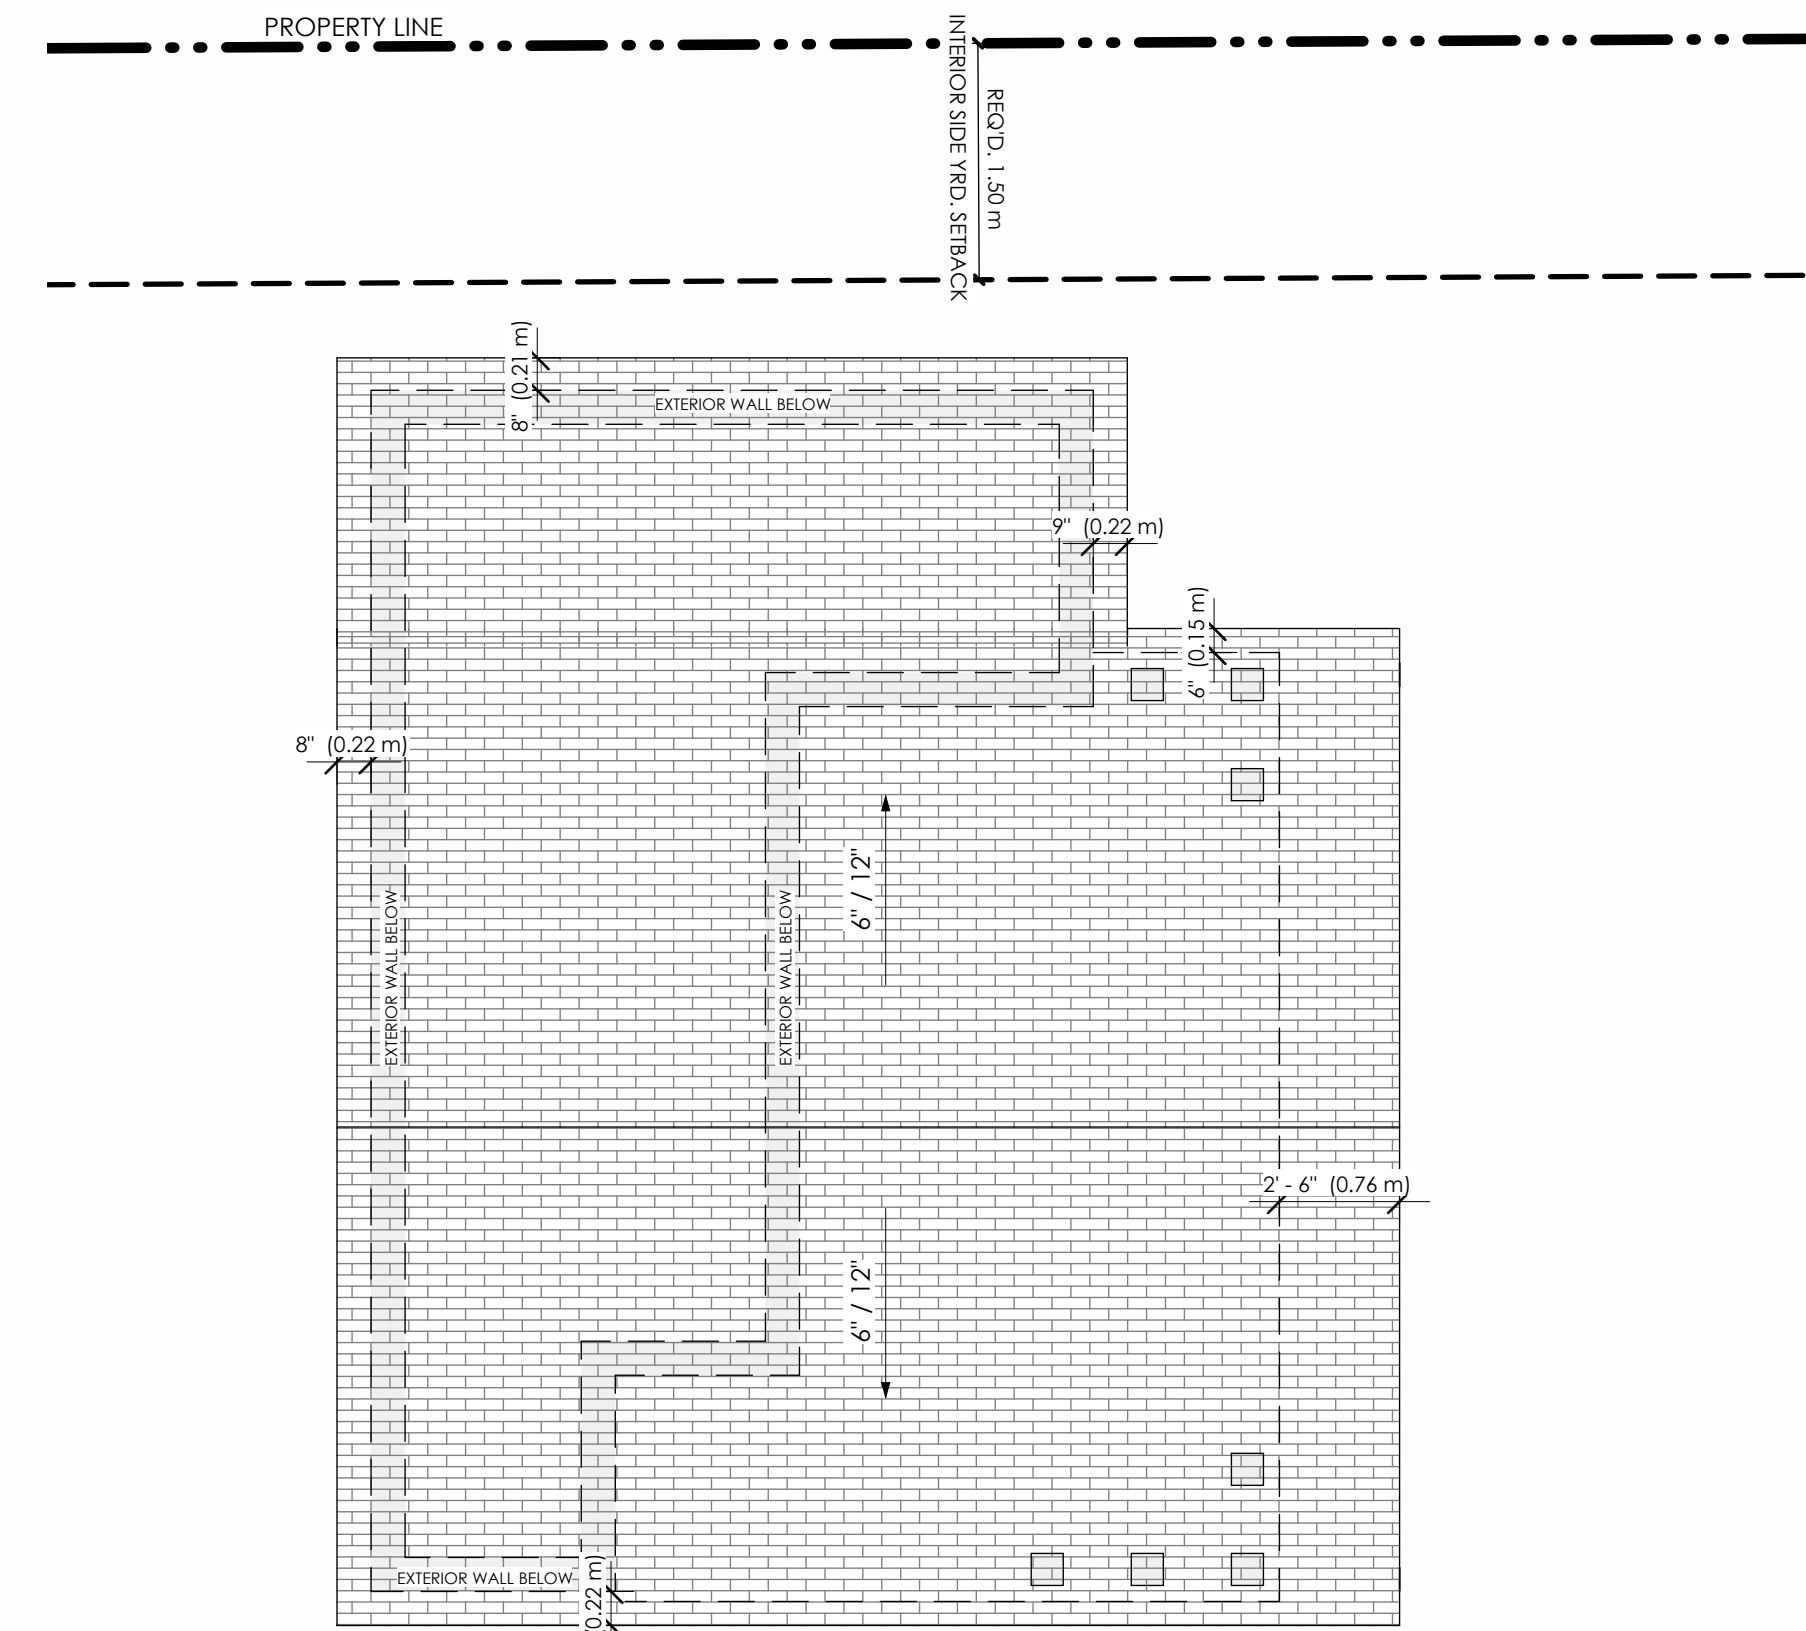 PROPERTY LINE
INTERIOR SIDE YRD. SETBACK
REQ'D. 1.50 m
8" (0.21 m)
EXTERIOR WALL BELOW
9" (0.22 m)
6" (0.15 m)
8" (0.22 m)
6" / 12"
EXTERIOR WALL BELOW
EXTERIOR WALL BELOW
2' - 6" (0.76 m)
6" / 12"
EXTERIOR WALL BELOW
(0.22 m)